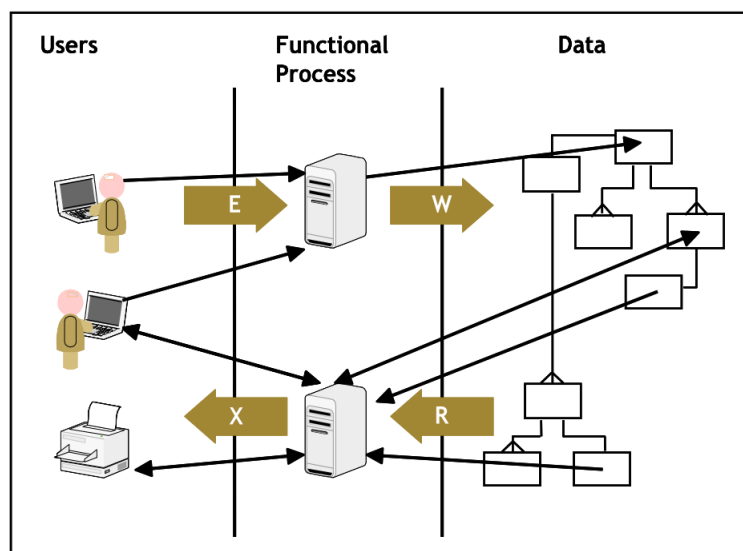 Users
Functional
Process
Data
E
W
X
R